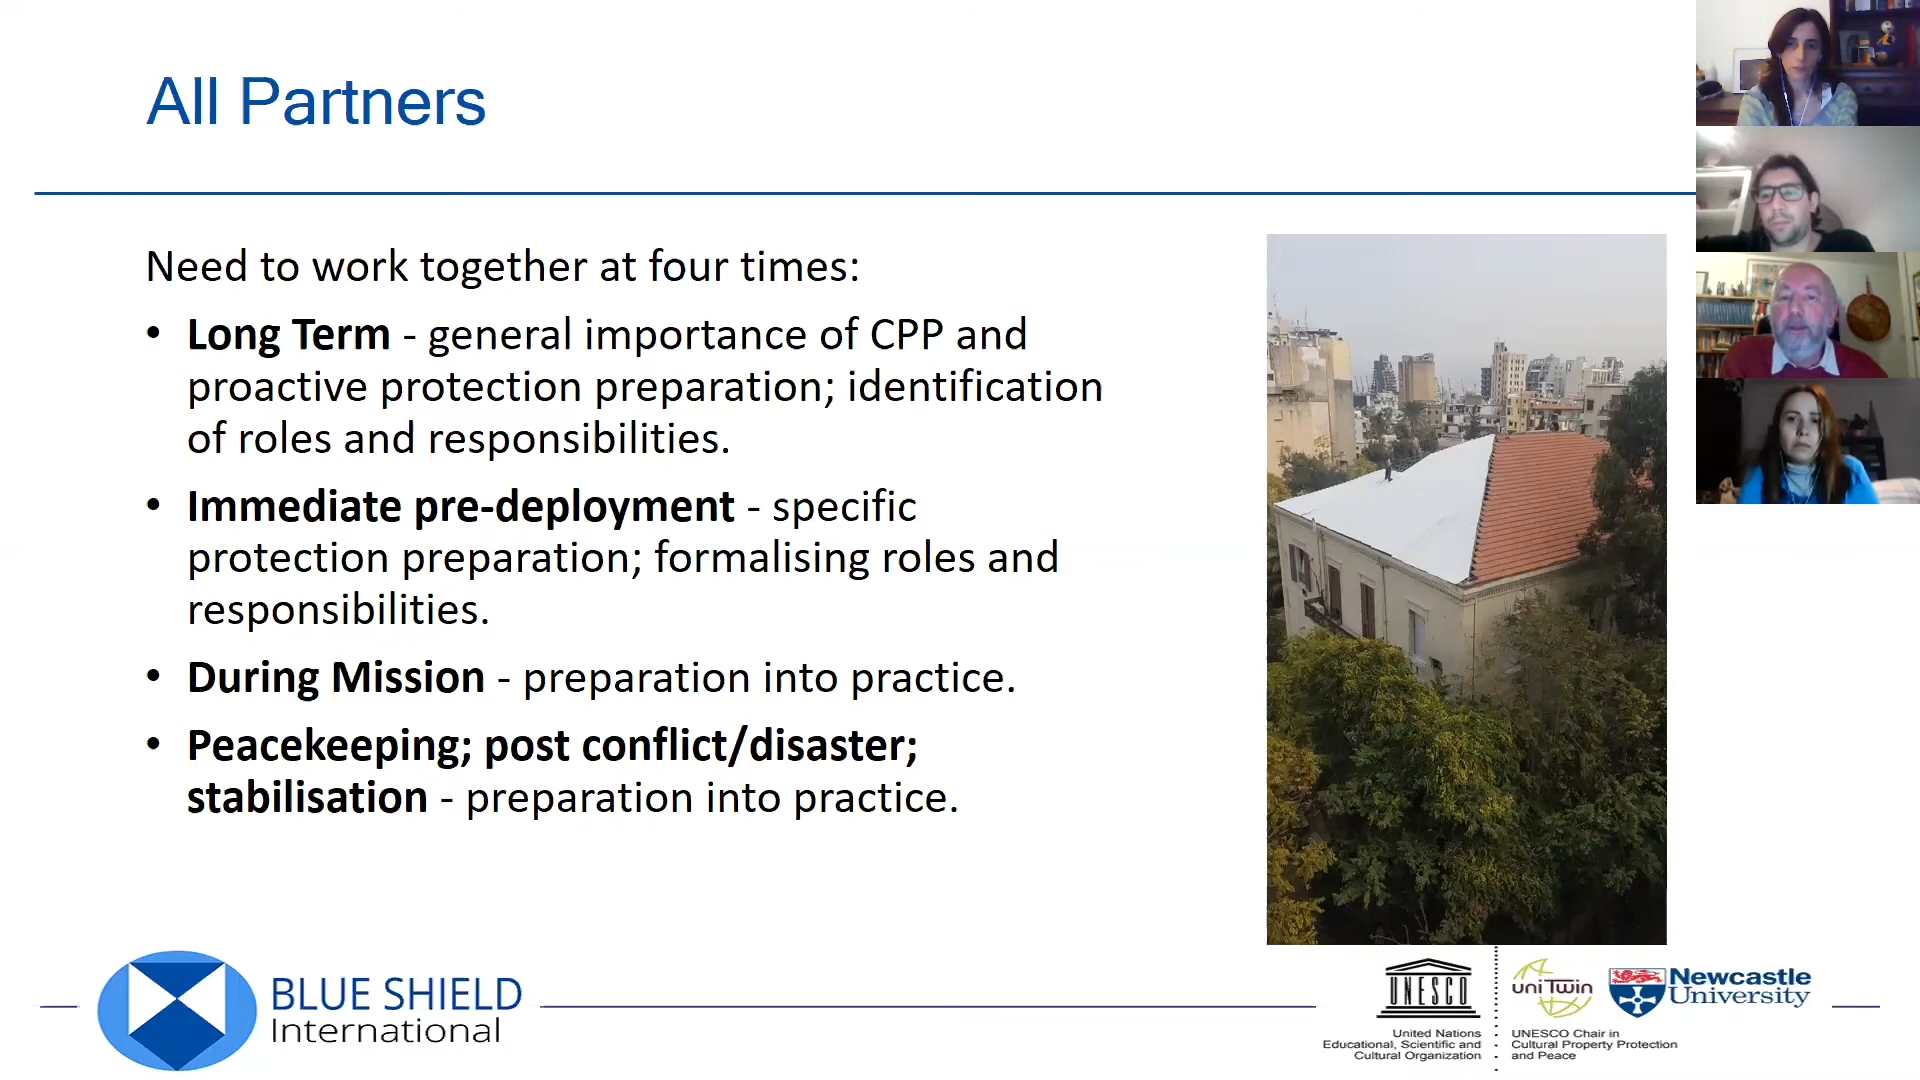 All Partners
Need to work together at four times:
• Long Term - general importance of CPP and
proactive protection preparation; identification
of roles and responsibilities.
• Immediate pre-deployment - specific
protection preparation; formalising roles and
responsibilities.
• During Mission - preparation into practice.
• Peacekeeping; post conflict/disaster;
stabilisation - preparation into practice.
BLUE SHIELD
International
UNESCO
United Nations
Educational, Scientific and
Cultural Organization
uniTwin
Newcastle
University
UNESCO Chair in
Cultural Property Protection
and Peace